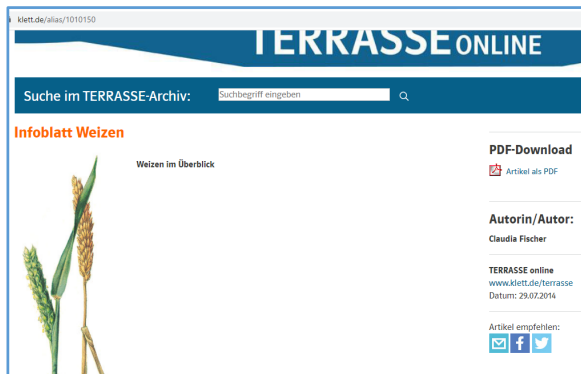 klett.de/alias/1010150
TERRASSE ONLINE
Suche im TERRASSE-Archiv:
Suchbegriff eingeben
Infoblatt Weizen
Weizen im Überblick
PDF-Download
Artikel als PDF
Autorin/Autor:
Claudia Fischer
TERRASSE online
www.klett.de/terrasse
Datum: 29.07.2014
Artikel empfehlen: